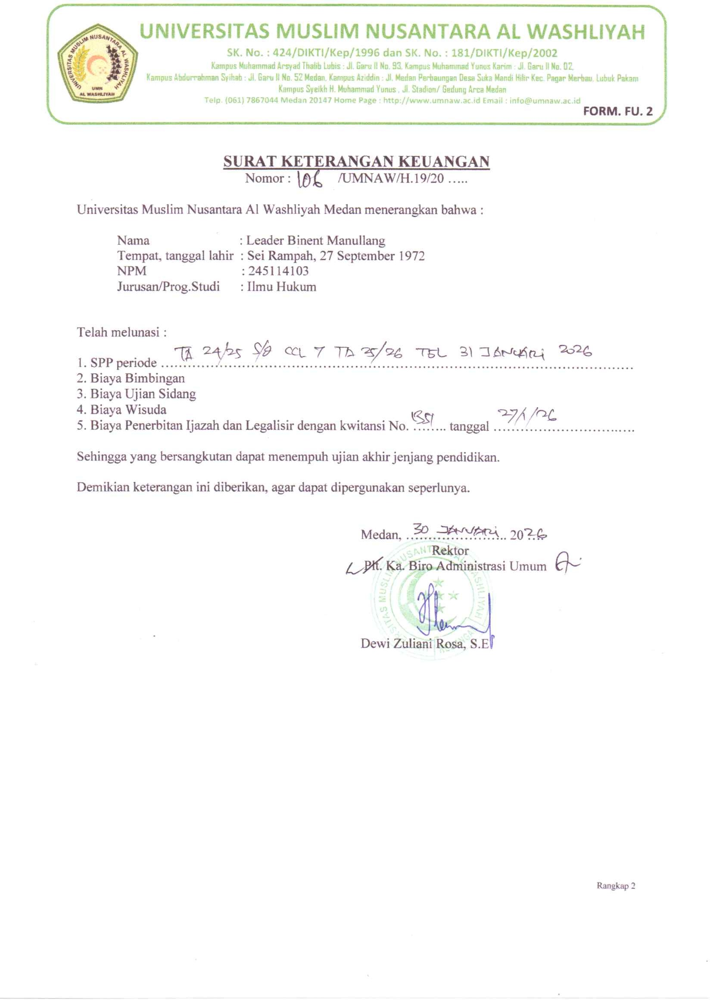 UNIVERSITAS MUSLIM NUSANTARA AL WASHLIYAH
UMN
AL WASHLIYAH
UNIVERSITAS MUSLIM NUSANTARA AL WASHLIYAH
SK. No. : 424/DIKTI/Kep/1996 dan SK. No. : 181/DIKTI/Kep/2002
Kampus Muhammad Arsyad Thalib Lubis : Jl. Garu II No. 93, Kampus Muhammad Yunus Karim : Jl. Garu II No. 02,
Kampus Abdurrahman Syihab : Jl. Garu II No. 52 Medan, Kampus Aziddin : Jl. Medan Perbaungan Desa Suka Mandi Hilir Kec. Pagar Merbau, Lubuk Pakam
Kampus Syeikh H. Muhammad Yunus , Jl. Stadion/ Gedung Arca Medan
Telp. (061) 7867044 Medan 20147 Home Page : http://www.umnaw.ac.id Email : info@umnaw.ac.id
FORM. FU. 2
SURAT KETERANGAN KEUANGAN
Nomor : 106 /UMNAW/H.19/20 .....
Universitas Muslim Nusantara Al Washliyah Medan menerangkan bahwa :
Nama : Leader Binent Manullang
Tempat, tanggal lahir : Sei Rampah, 27 September 1972
NPM : 245114103
Jurusan/Prog.Studi : Ilmu Hukum
Telah melunasi :
1. SPP periode TA 24/25 S/D CCL 7 TA 25/26 TGL 31 JANUARI 2026
2. Biaya Bimbingan
3. Biaya Ujian Sidang
4. Biaya Wisuda
5. Biaya Penerbitan Ijazah dan Legalisir dengan kwitansi No. tanggal 27/1/26
Sehingga yang bersangkutan dapat menempuh ujian akhir jenjang pendidikan.
Demikian keterangan ini diberikan, agar dapat dipergunakan seperlunya.
Medan, 30 JANUARI 2026
Rektor
Plt. Ka. Biro Administrasi Umum
Dewi Zuliani Rosa, S.E
Rangkap 2